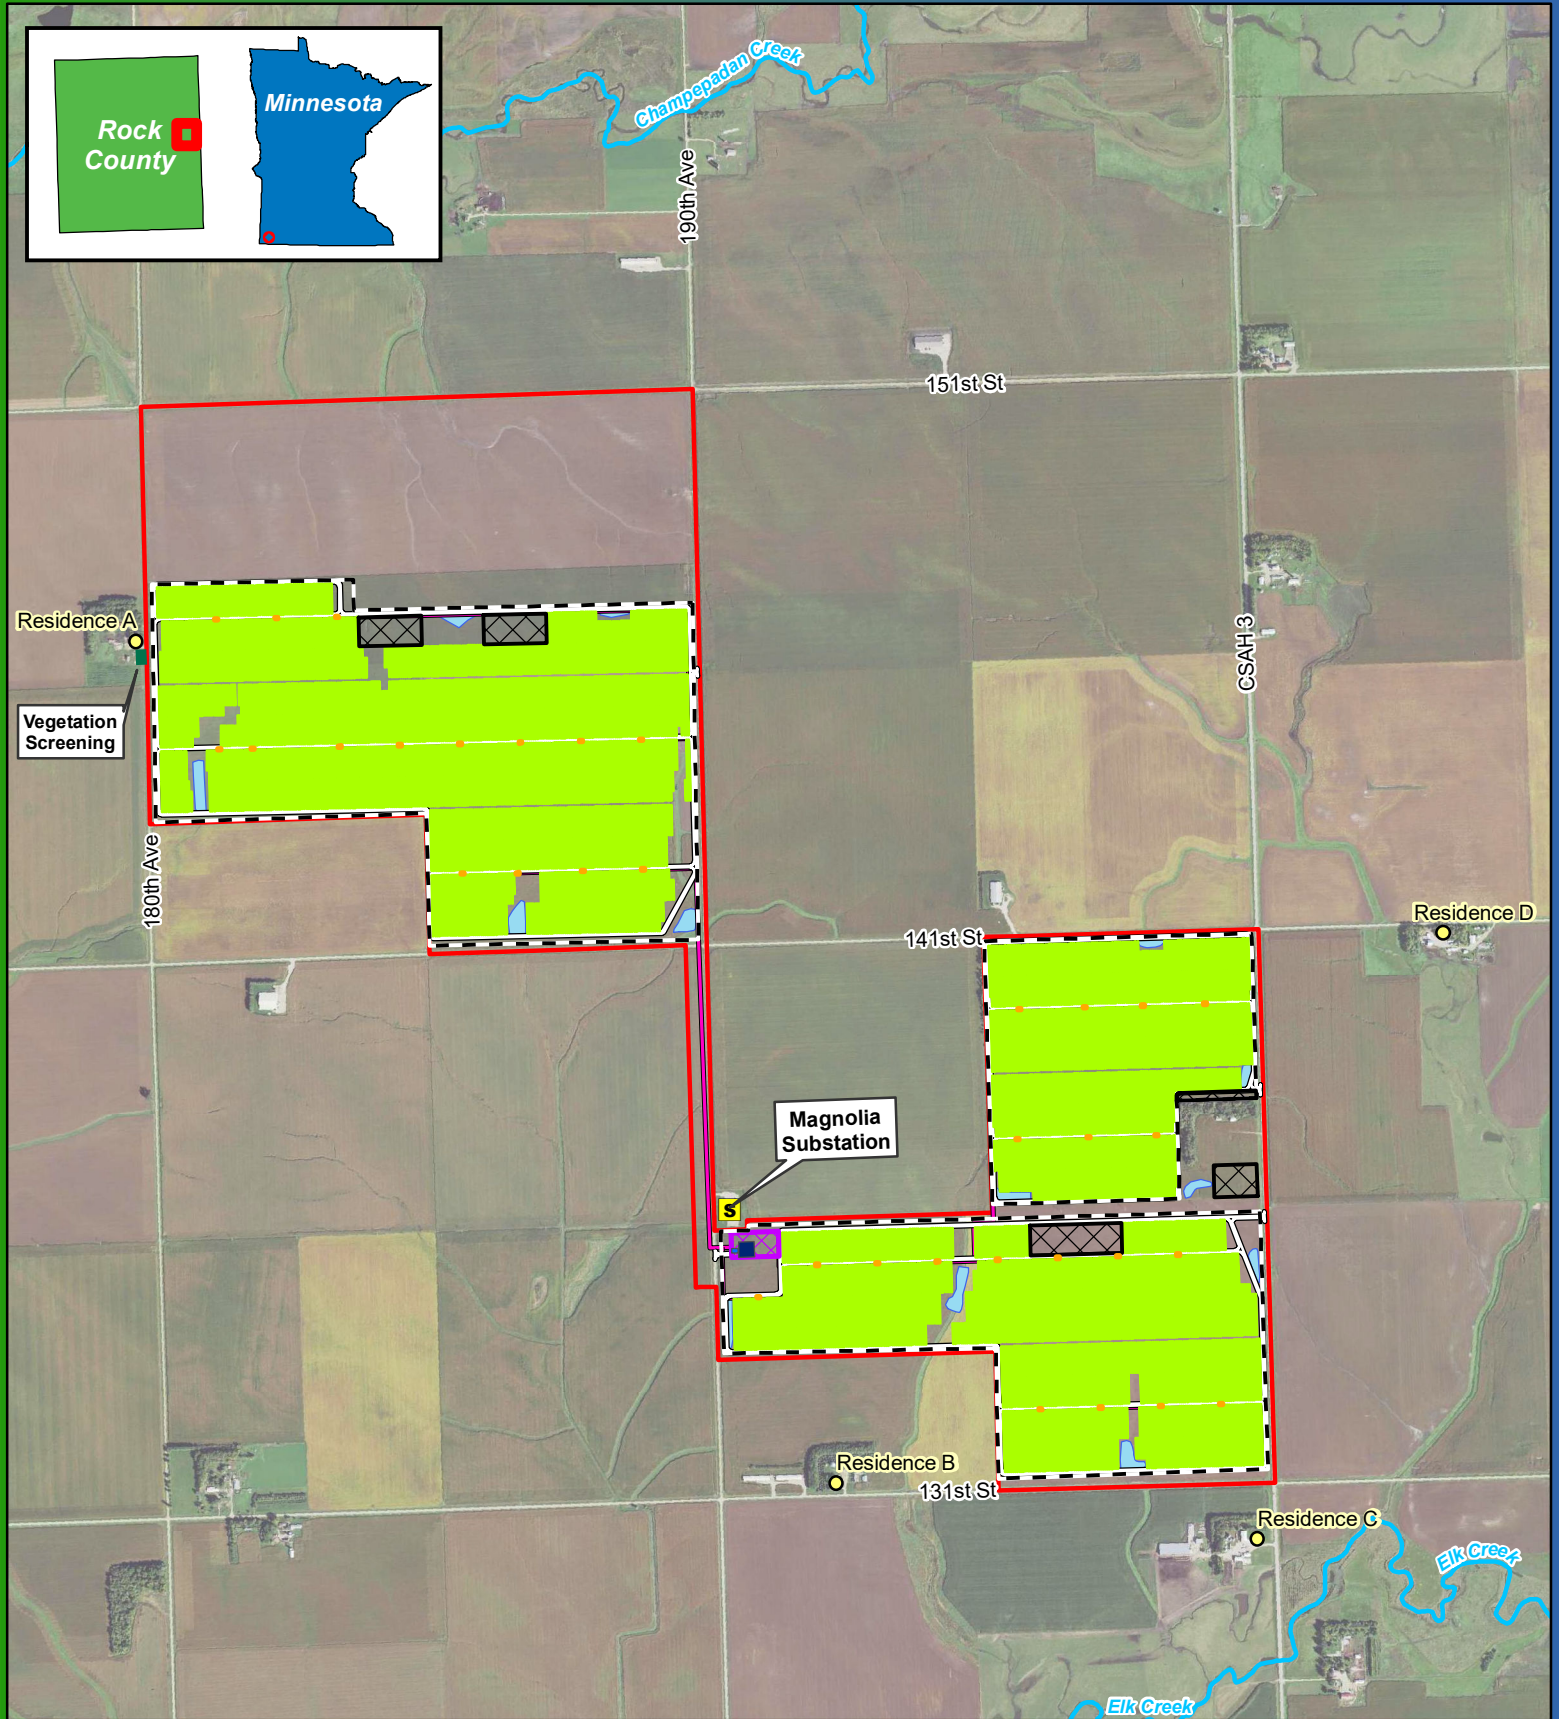 Rock
County
Minnesota
Champepadan Creek
190th Ave
151st St
Residence A
CSAH 3
Vegetation
Screening
180th Ave
Residence D
141st St
Magnolia
Substation
S
Residence B
131st St
Residence C
Elk Creek
Elk Creek